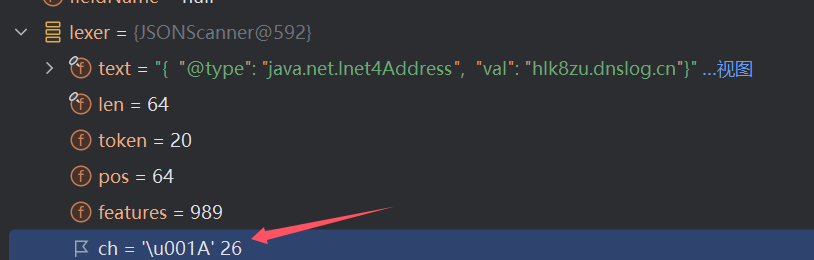 fieldName = null
lexer = {JSONScanner@592}
f text = "{ "@type": "java.net.Inet4Address", "val": "hlk8zu.dnslog.cn"}" ...视图
f len = 64
f token = 20
f pos = 64
f features = 989
ch = '\u001A' 26